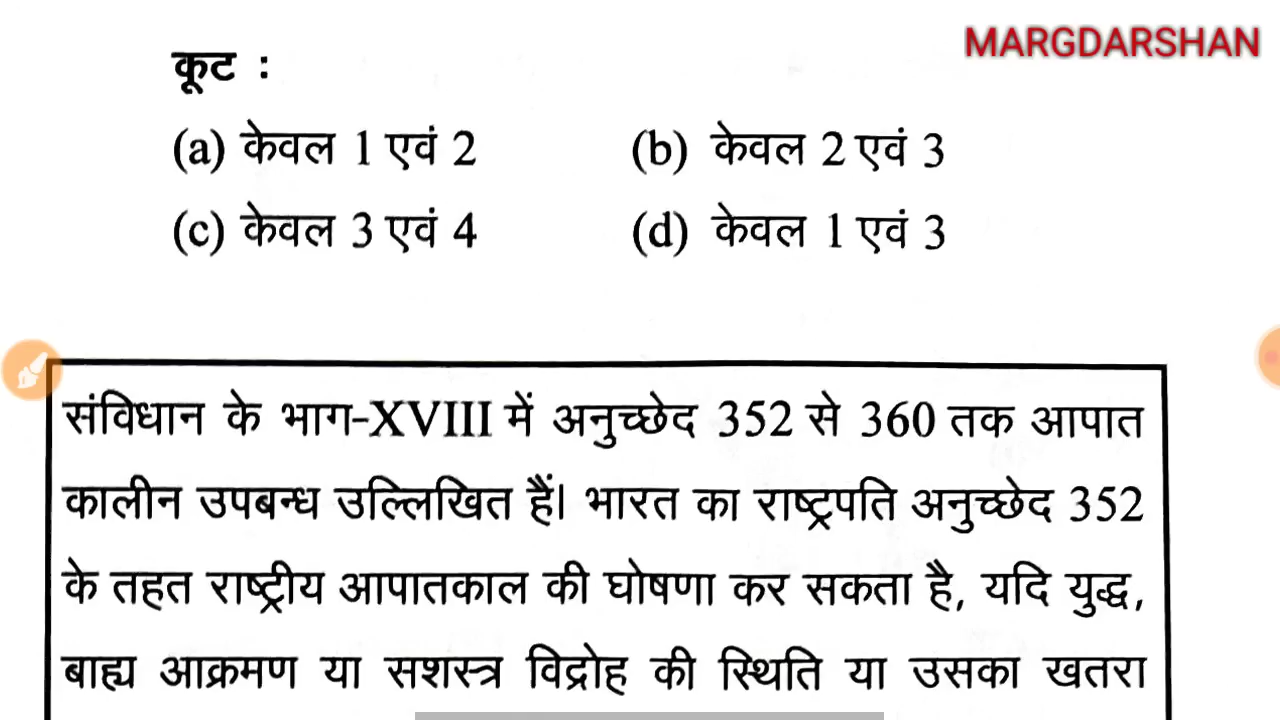 MARGDARSHAN
कूट :
(a) केवल 1 एवं 2 (b) केवल 2 एवं 3
(c) केवल 3 एवं 4 (d) केवल 1 एवं 3
संविधान के भाग-XVIII में अनुच्छेद 352 से 360 तक आपात
कालीन उपबन्ध उल्लिखित हैं। भारत का राष्ट्रपति अनुच्छेद 352
के तहत राष्ट्रीय आपातकाल की घोषणा कर सकता है, यदि युद्ध,
बाह्य आक्रमण या सशस्त्र विद्रोह की स्थिति या उसका खतरा